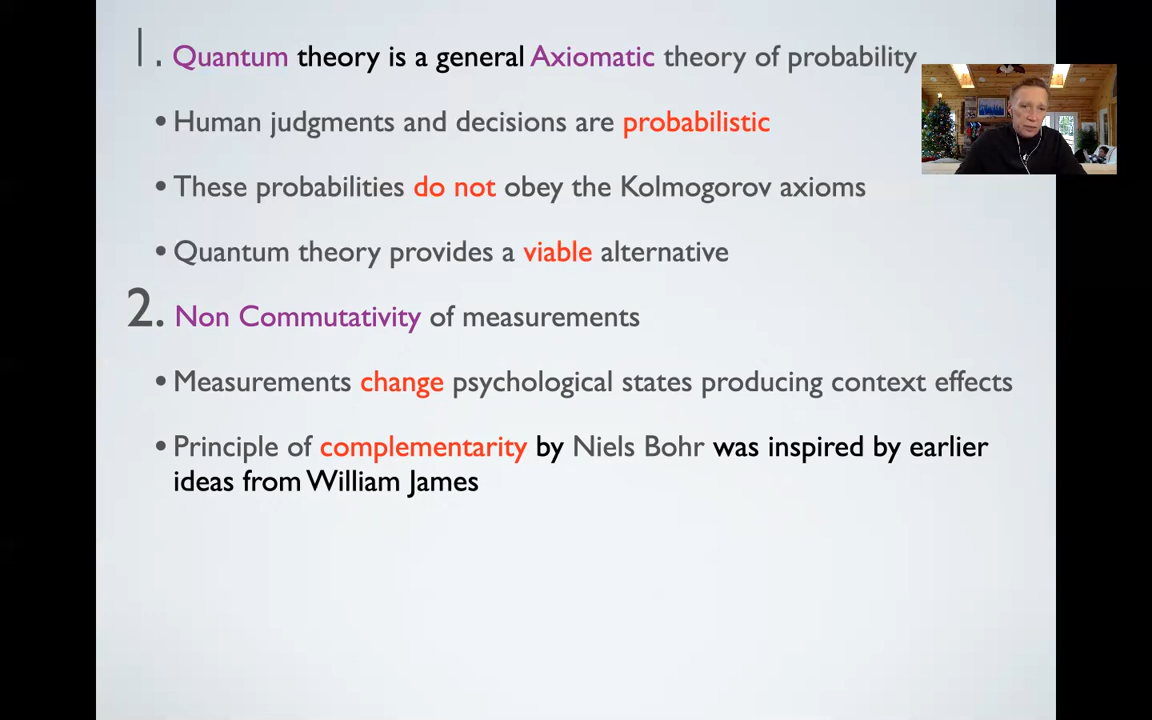 1. Quantum theory is a general Axiomatic theory of probability
• Human judgments and decisions are probabilistic
• These probabilities do not obey the Kolmogorov axioms
• Quantum theory provides a viable alternative
2. Non Commutativity of measurements
• Measurements change psychological states producing context effects
• Principle of complementarity by Niels Bohr was inspired by earlier
ideas from William James